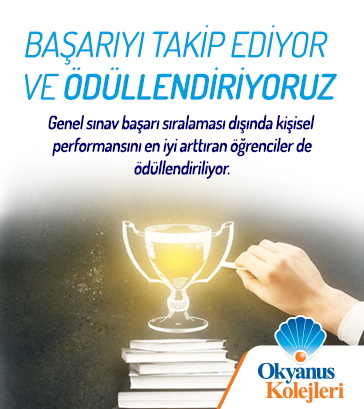 BAŞARIYI TAKİP EDİYOR
VE ÖDÜLLENDİRİYORUZ
Genel sınav başarı sıralaması dışında kişisel
performansını en iyi arttıran öğrenciler de
ödüllendiriliyor.
Okyanus
Kolejleri